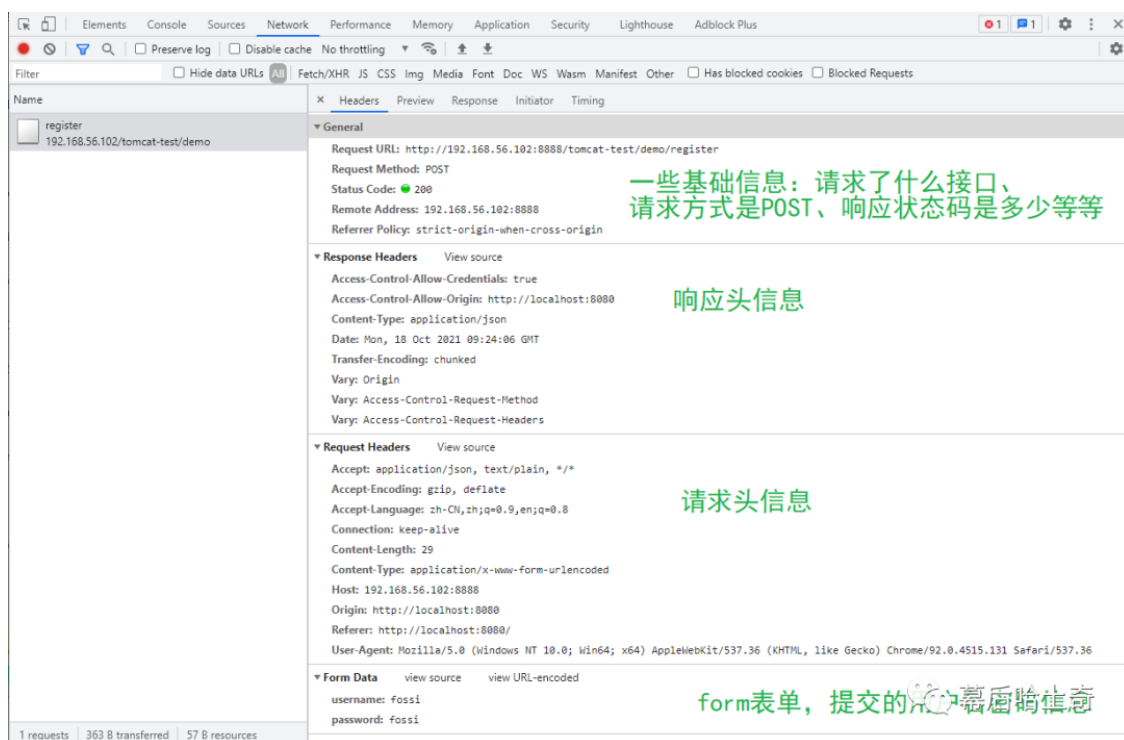 Elements Console Sources Network Performance Memory Application Security Lighthouse Adblock Plus 1 1
Preserve log Disable cache No throttling
Filter Hide data URLs All Fetch/XHR JS CSS Img Media Font Doc WS Wasm Manifest Other Has blocked cookies Blocked Requests
Name
register
192.168.56.102/tomcat-test/demo
× Headers Preview Response Initiator Timing
General
Request URL: http://192.168.56.102:8888/tomcat-test/demo/register
Request Method: POST
Status Code: 200
Remote Address: 192.168.56.102:8888
Referrer Policy: strict-origin-when-cross-origin
一些基础信息：请求了什么接口、
请求方式是POST、响应状态码是多少等等
Response Headers View source
Access-Control-Allow-Credentials: true
Access-Control-Allow-Origin: http://localhost:8080
Content-Type: application/json
Date: Mon, 18 Oct 2021 09:24:06 GMT
Transfer-Encoding: chunked
Vary: Origin
Vary: Access-Control-Request-Method
Vary: Access-Control-Request-Headers
响应头信息
Request Headers View source
Accept: application/json, text/plain, */*
Accept-Encoding: gzip, deflate
Accept-Language: zh-CN,zh;q=0.9,en;q=0.8
Connection: keep-alive
Content-Length: 29
Content-Type: application/x-www-form-urlencoded
Host: 192.168.56.102:8888
Origin: http://localhost:8080
Referer: http://localhost:8080/
User-Agent: Mozilla/5.0 (Windows NT 10.0; Win64; x64) AppleWebKit/537.36 (KHTML, like Gecko) Chrome/92.0.4515.131 Safari/537.36
请求头信息
Form Data view source view URL-encoded
username: fossi
password: fossi
form表单，提交的用户名密码信息
幕后哈土奇
1 requests 363 B transferred 57 B resources